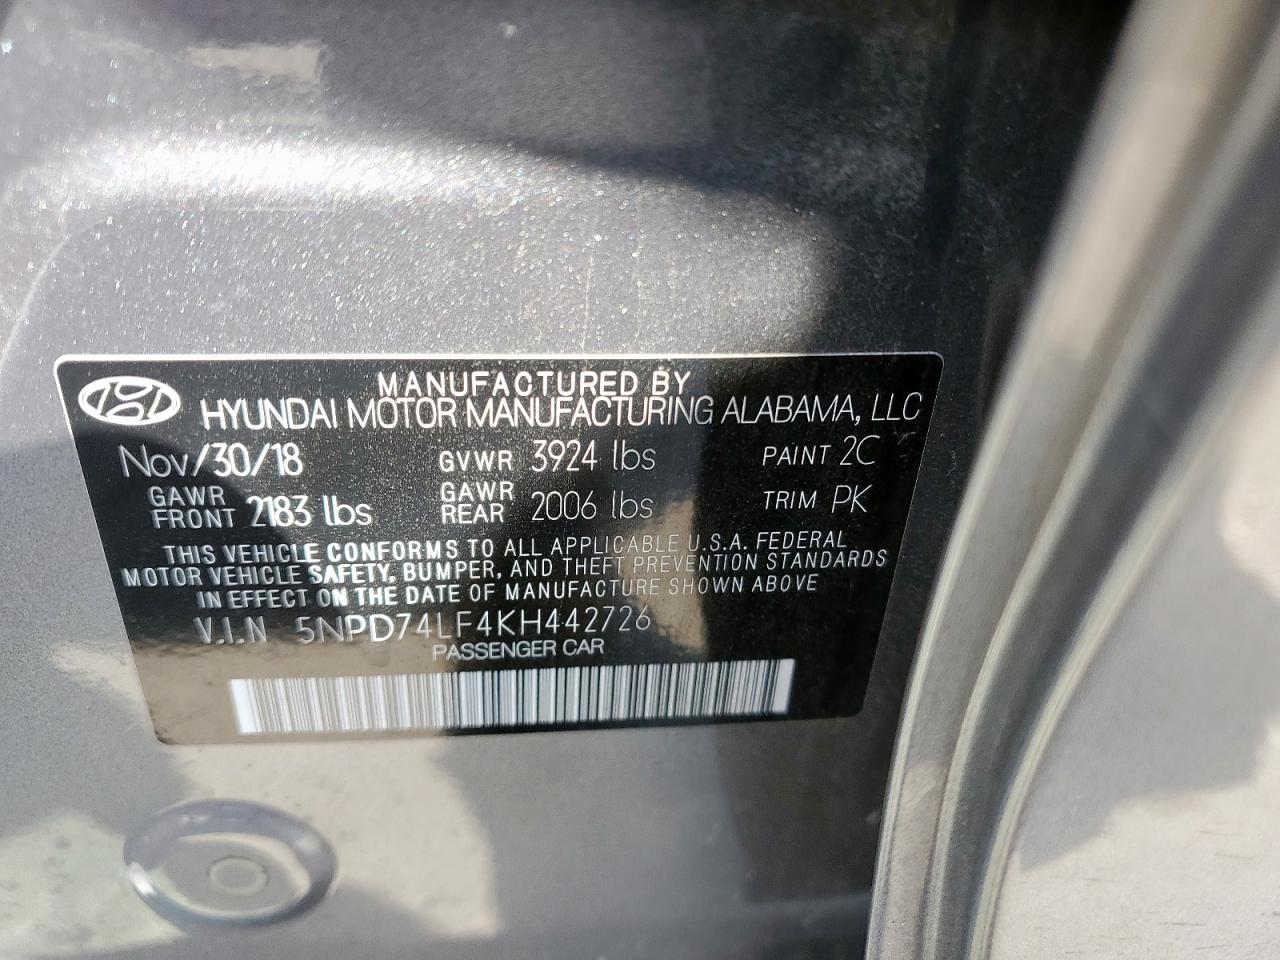 MANUFACTURED BY
HYUNDAI MOTOR MANUFACTURING ALABAMA, LLC
Nov/30/18 GVWR 3924 lbs PAINT 2C
GAWR FRONT 2183 lbs GAWR REAR 2006 lbs TRIM PK
THIS VEHICLE CONFORMS TO ALL APPLICABLE U.S.A. FEDERAL
MOTOR VEHICLE SAFETY, BUMPER, AND THEFT PREVENTION STANDARDS
IN EFFECT ON THE DATE OF MANUFACTURE SHOWN ABOVE
V.I.N 5NPD74LF4KH442726
PASSENGER CAR